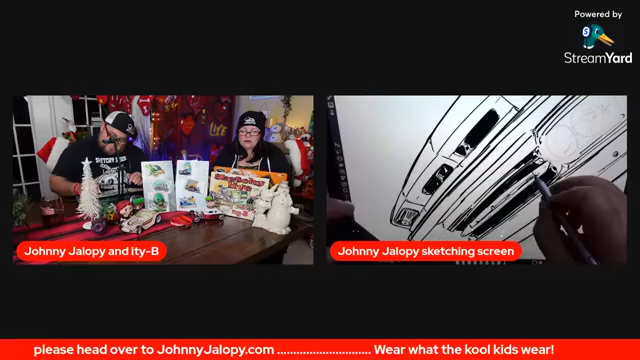 Powered by
StreamYard
LIFE
Johnny Jalopy and Ity-B
Johnny Jalopy sketching screen
please head over to JohnnyJalopy.com ............................ Wear what the kool kids wear!